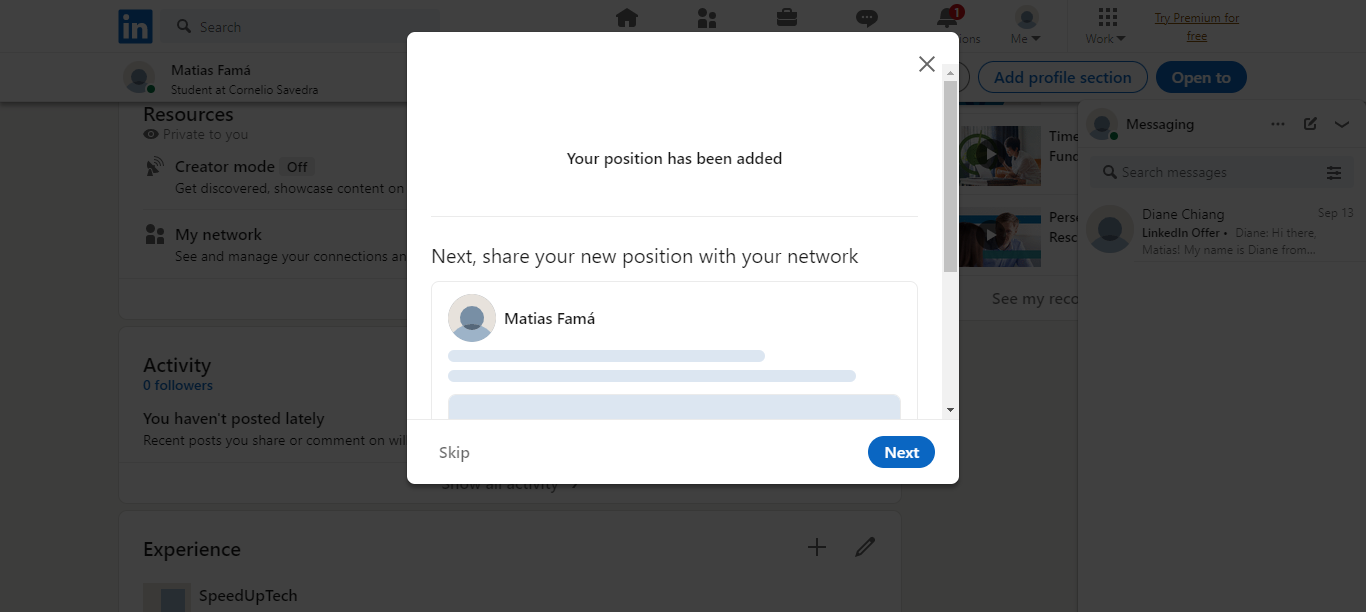 in
Search
1
Me
Work
Try Premium for
free
Matias Famá
Student at Cornelio Savedra
Add profile section
Open to
Resources
Private to you
Creator mode Off
Get discovered, showcase content on
My network
See and manage your connections an
Activity
0 followers
You haven't posted lately
Recent posts you share or comment on wil
Show all activity
Experience
SpeedUpTech
Your position has been added
Next, share your new position with your network
Matias Famá
Skip
Next
Time
Fund
Perse
Resc
See my reco
Messaging
Search messages
Diane Chiang
Sep 13
LinkedIn Offer • Diane: Hi there,
Matias! My name is Diane from...